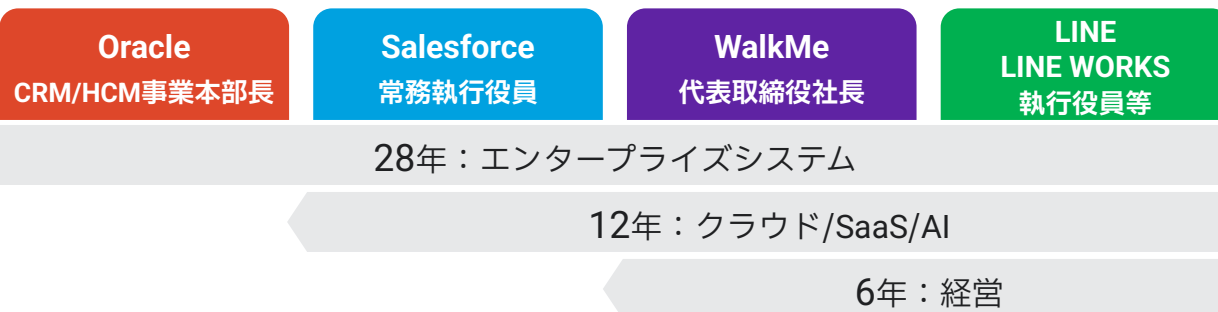 Oracle
CRM/HCM事業本部長
Salesforce
常務執行役員
WalkMe
代表取締役社長
LINE
LINE WORKS
執行役員等
28年：エンタープライズシステム
12年：クラウド/SaaS/AI
6年：経営